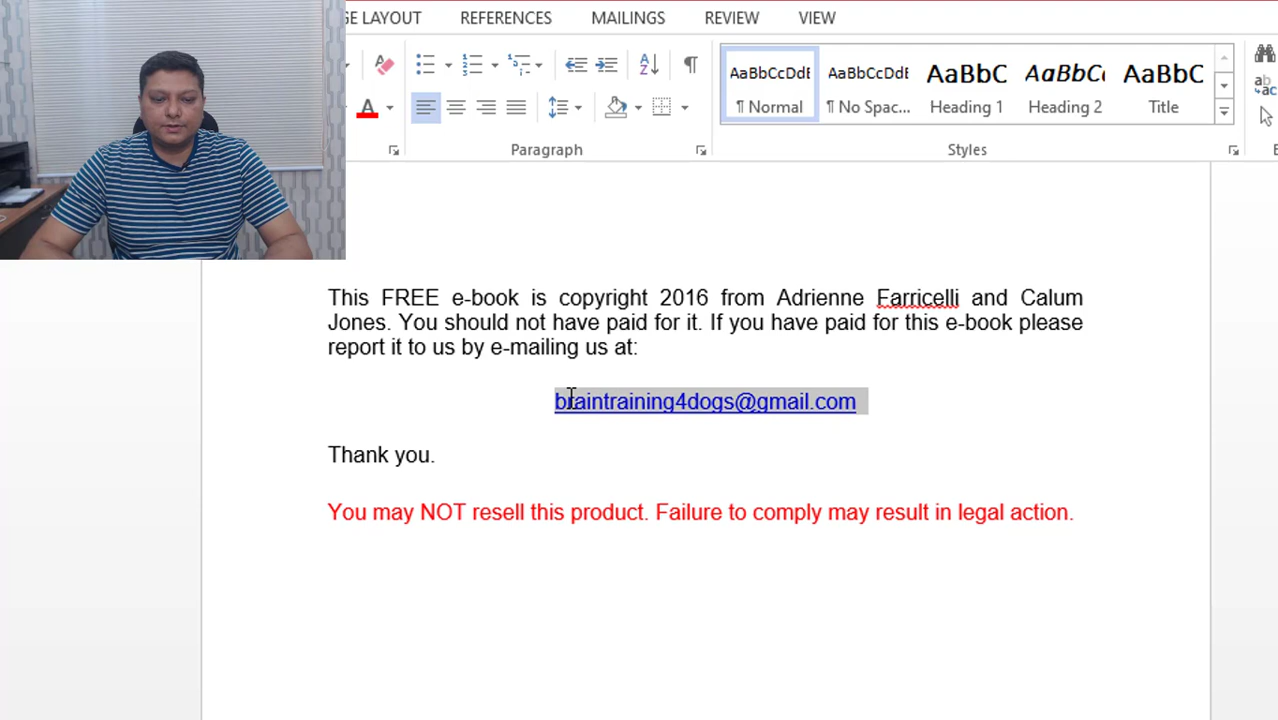 GE LAYOUT REFERENCES MAILINGS REVIEW VIEW
A
Z
¶
AaBbCcDdE AaBbCcDdE AaBbC AaBbCc AaBbC
¶ Normal ¶ No Spac... Heading 1 Heading 2 Title
Paragraph Styles
This FREE e-book is copyright 2016 from Adrienne Farricelli and Calum
Jones. You should not have paid for it. If you have paid for this e-book please
report it to us by e-mailing us at:
braintraining4dogs@gmail.com
Thank you.
You may NOT resell this product. Failure to comply may result in legal action.